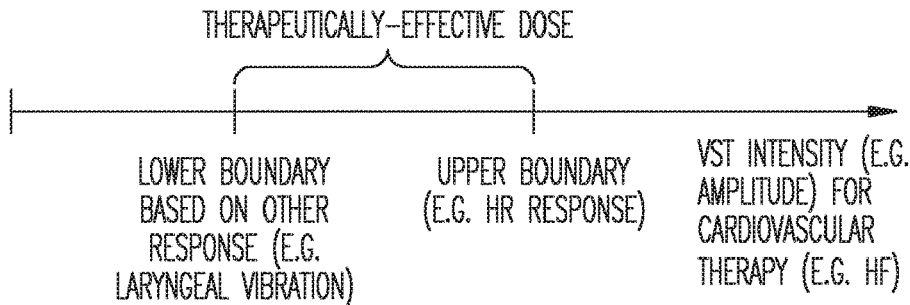 THERAPEUTICALLY-EFFECTIVE DOSE
LOWER BOUNDARY
BASED ON OTHER
RESPONSE (E.G.
LARYNGEAL VIBRATION)
UPPER BOUNDARY
(E.G. HR RESPONSE)
VST INTENSITY (E.G.
AMPLITUDE) FOR
CARDIOVASCULAR
THERAPY (E.G. HF)